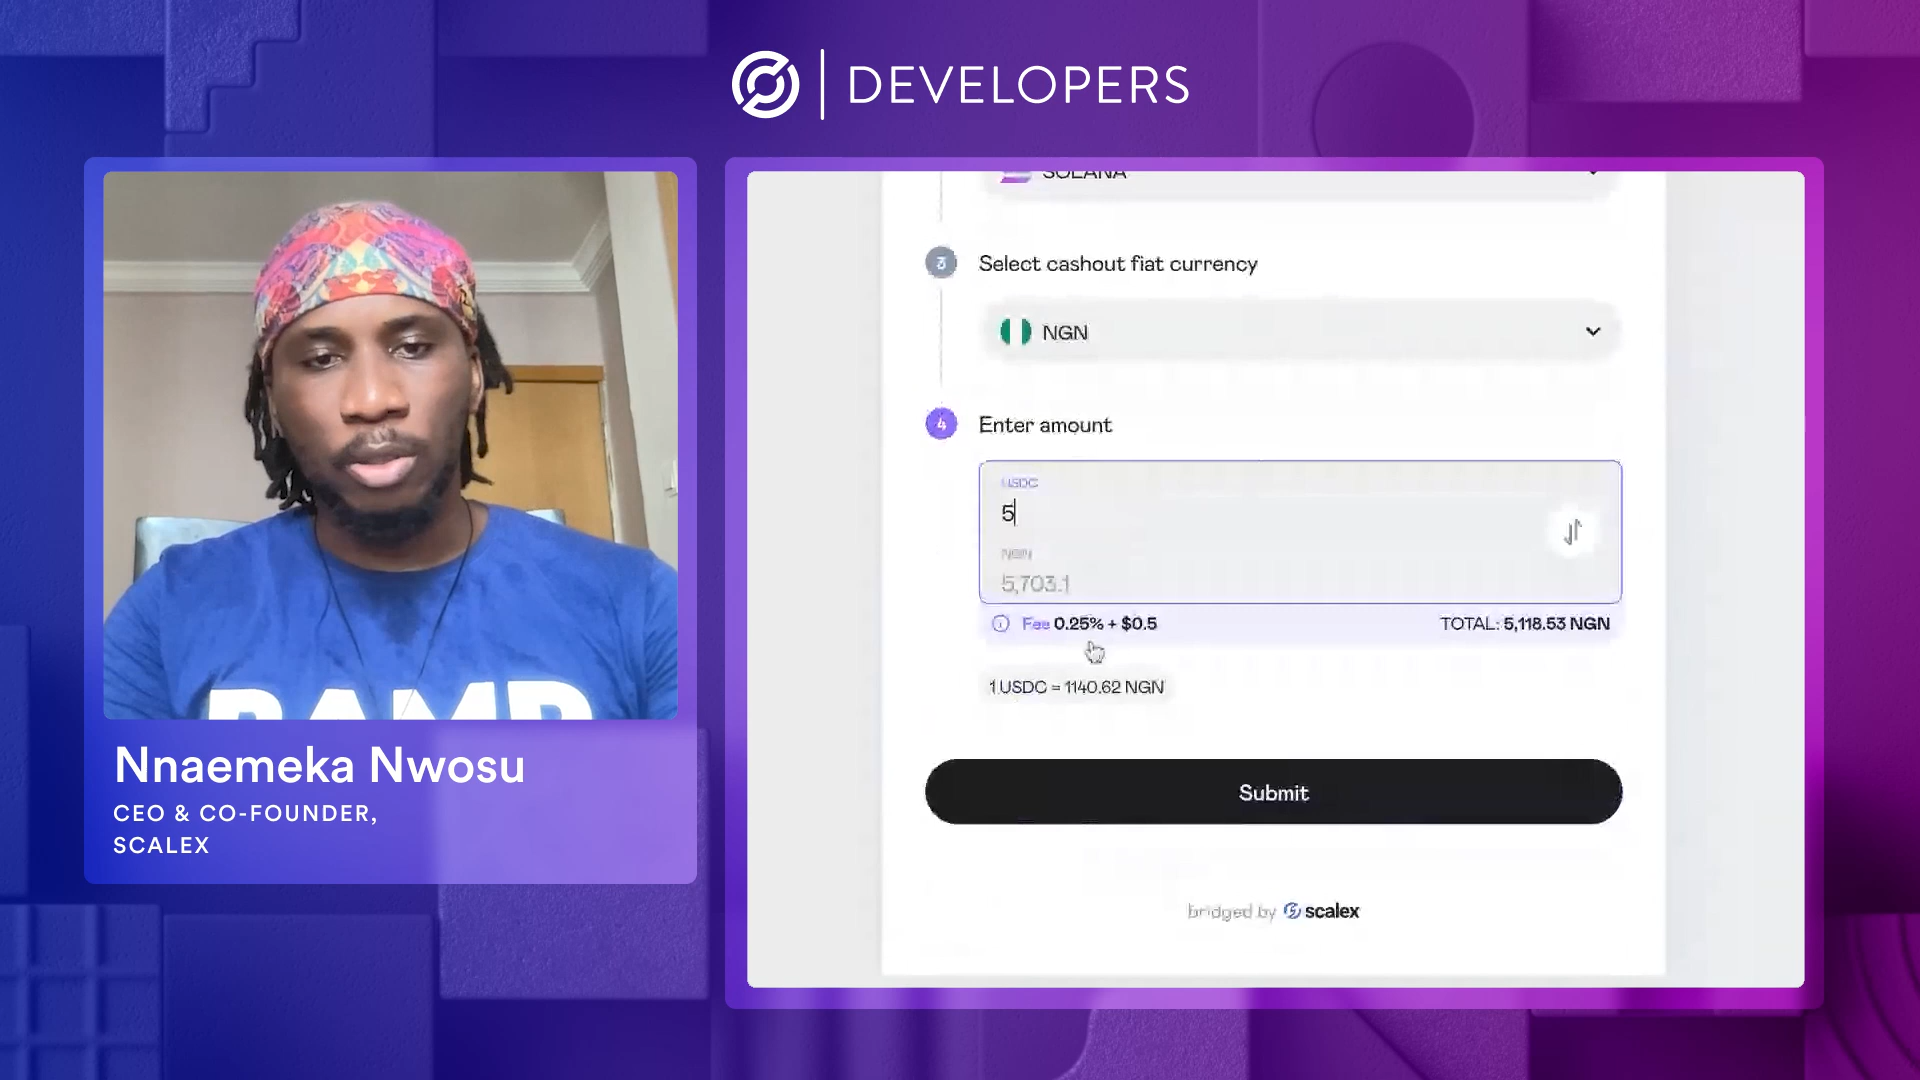 DEVELOPERS
Nnaemeka Nwosu
CEO & CO-FOUNDER,
SCALEX
SOLANA
3 Select cashout fiat currency
NGN
4 Enter amount
USDC
5
NGN
5,703.1
Fee 0.25% + $0.5 TOTAL: 5,118.53 NGN
1 USDC = 1140.62 NGN
Submit
bridged by scalex